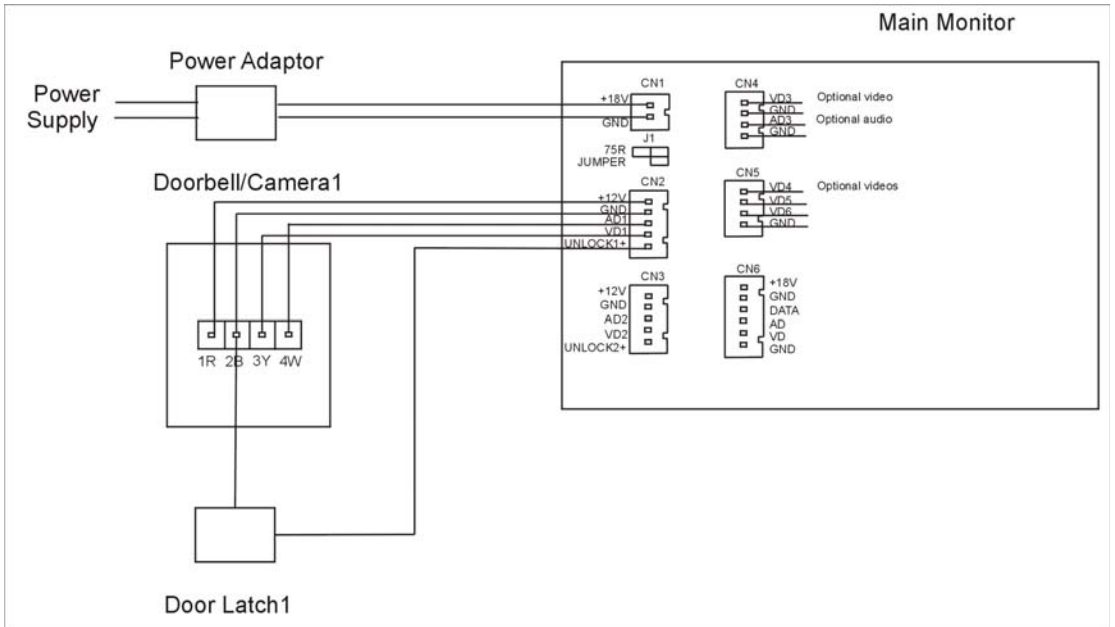 Main Monitor
Power Adaptor
Power
Supply
CN1
+18V
GND
J1
75R
JUMPER
CN4
VD3 Optional video
GND
AD3 Optional audio
GND
Doorbell/Camera1
CN2
+12V
GND
AD1
VD1
UNLOCK1+
CN5
VD4 Optional videos
VD5
VD6
GND
CN3
+12V
GND
AD2
VD2
UNLOCK2+
CN6
+18V
GND
DATA
AD
VD
GND
1R 2B 3Y 4W
Door Latch1